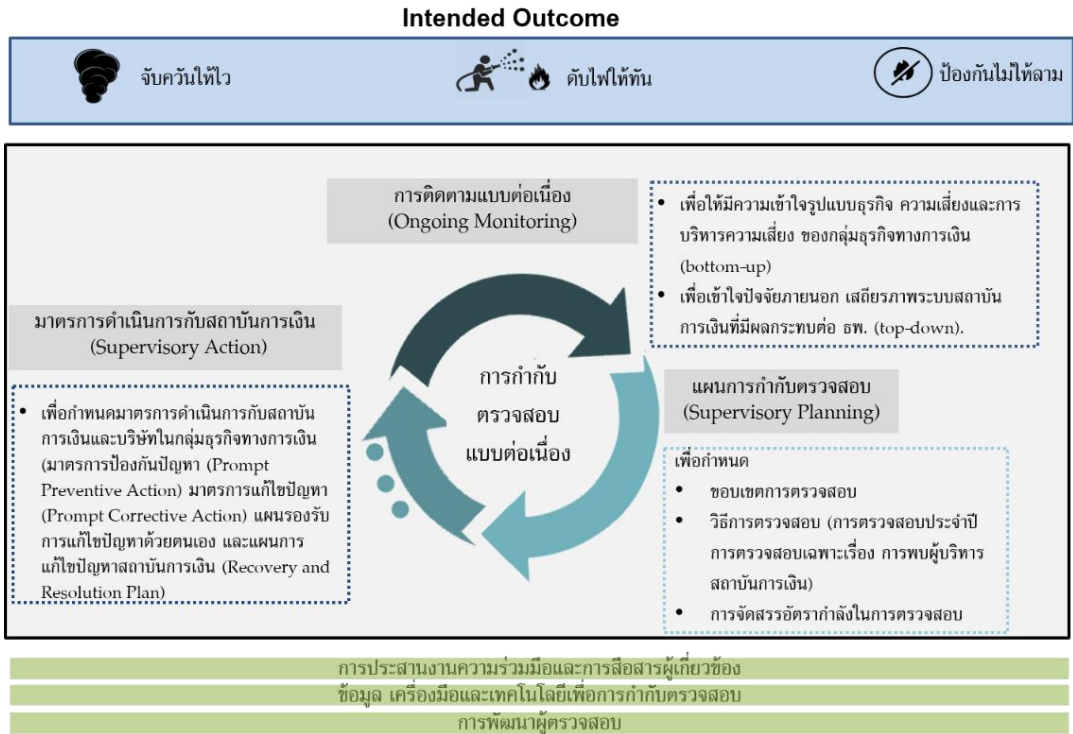 Intended Outcome
จับควันให้ไว
ดับไฟให้ทัน
ป้องกันไม่ให้ลาม
การติดตามแบบต่อเนื่อง
(Ongoing Monitoring)
• เพื่อให้มีความเข้าใจรูปแบบธุรกิจ ความเสี่ยงและการ
บริหารความเสี่ยง ของกลุ่มธุรกิจทางการเงิน
(bottom-up)
• เพื่อเข้าใจปัจจัยภายนอก เสถียรภาพระบบสถาบัน
การเงินที่มีผลกระทบต่อ ธพ. (top-down).
มาตรการดำเนินการกับสถาบันการเงิน
(Supervisory Action)
• เพื่อกำหนดมาตรการดำเนินการกับสถาบัน
การเงินและบริษัทในกลุ่มธุรกิจทางการเงิน
(มาตรการป้องกันปัญหา (Prompt
Preventive Action) มาตรการแก้ไขปัญหา
(Prompt Corrective Action) แผนรองรับ
การแก้ไขปัญหาด้วยตนเอง และแผนการ
แก้ไขปัญหาสถาบันการเงิน (Recovery and
Resolution Plan)
การกำกับ
ตรวจสอบ
แบบต่อเนื่อง
แผนการกำกับตรวจสอบ
(Supervisory Planning)
เพื่อกำหนด
• ขอบเขตการตรวจสอบ
• วิธีการตรวจสอบ (การตรวจสอบประจำปี
การตรวจสอบเฉพาะเรื่อง การพบผู้บริหาร
สถาบันการเงิน)
• การจัดสรรอัตรากำลังในการตรวจสอบ
การประสานงานความร่วมมือและการสื่อสารผู้เกี่ยวข้อง
ข้อมูล เครื่องมือและเทคโนโลยีเพื่อการกำกับตรวจสอบ
การพัฒนาผู้ตรวจสอบ